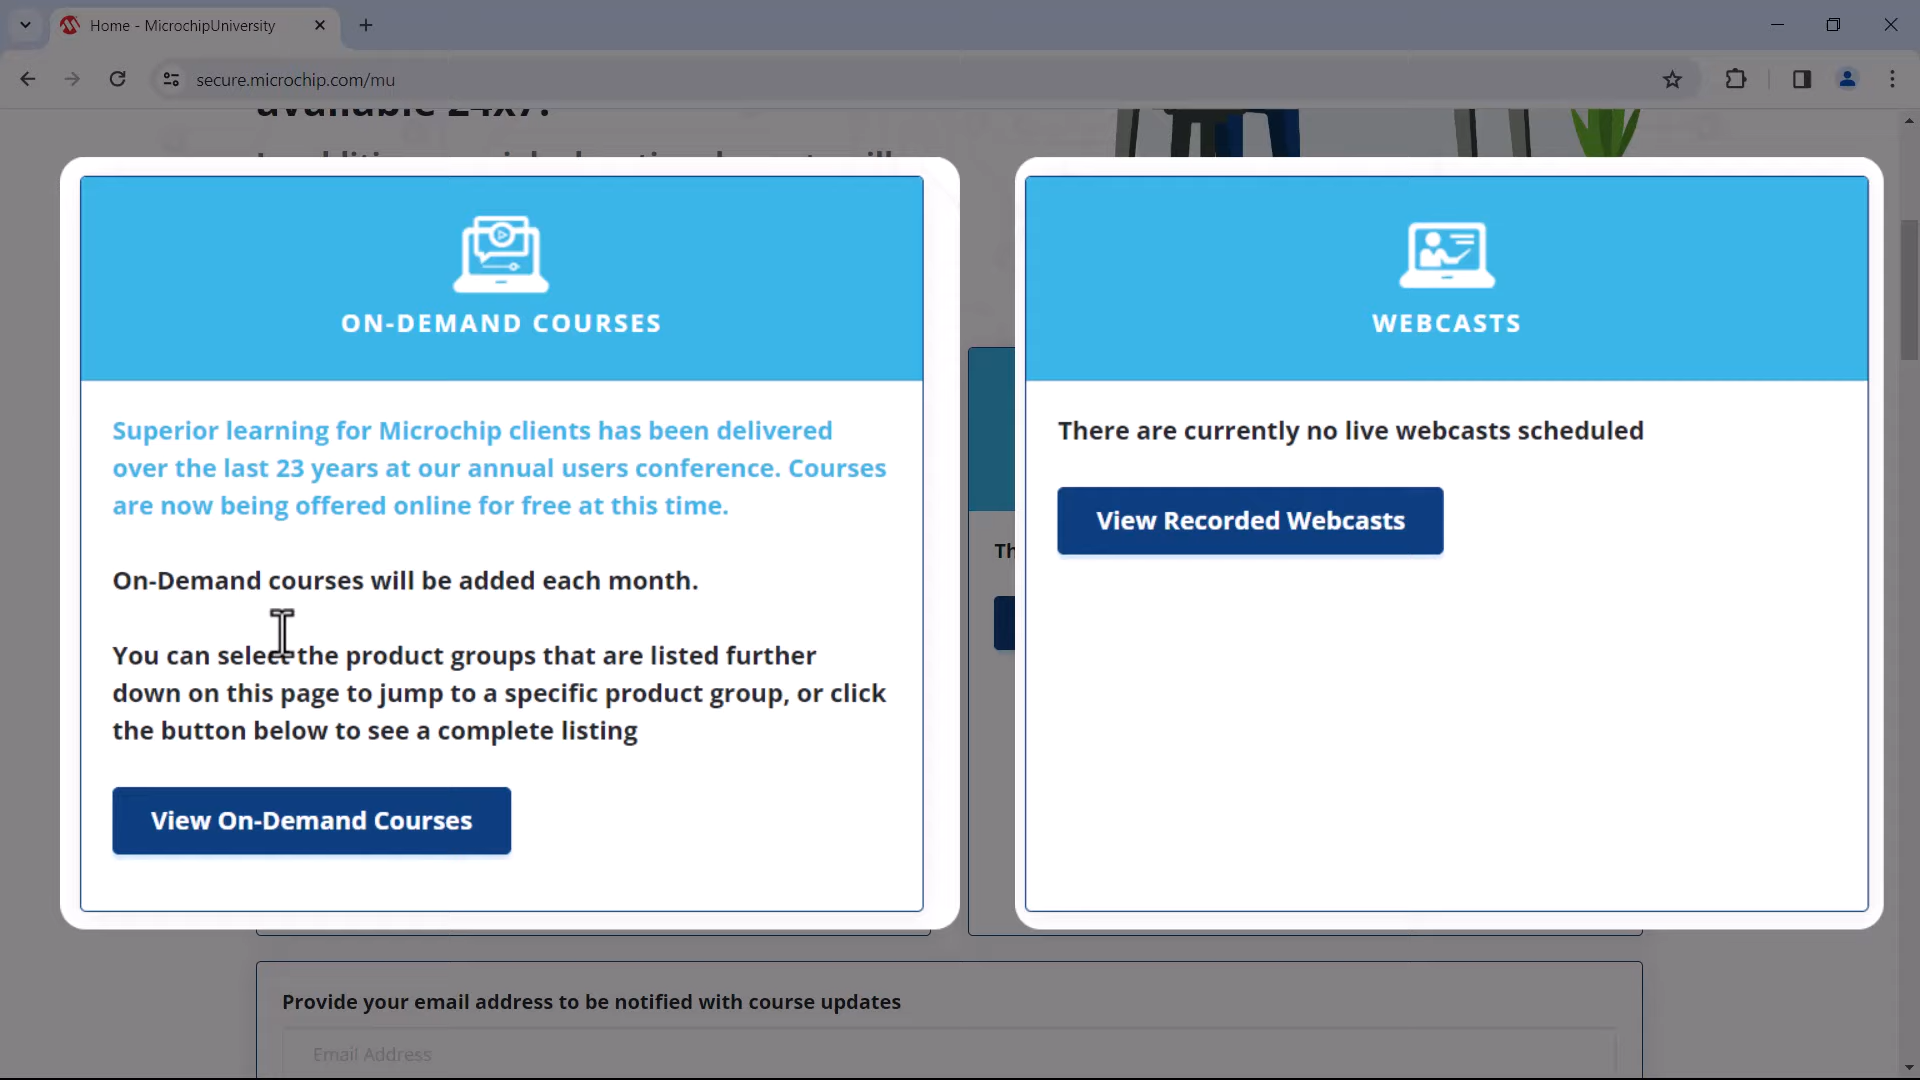 Home - MicrochipUniversity
secure.microchip.com/mu
available 24x7.
ON-DEMAND COURSES
Superior learning for Microchip clients has been delivered
over the last 23 years at our annual users conference. Courses
are now being offered online for free at this time.
On-Demand courses will be added each month.
You can select the product groups that are listed further
down on this page to jump to a specific product group, or click
the button below to see a complete listing
View On-Demand Courses
WEBCASTS
There are currently no live webcasts scheduled
View Recorded Webcasts
Provide your email address to be notified with course updates
Email Address